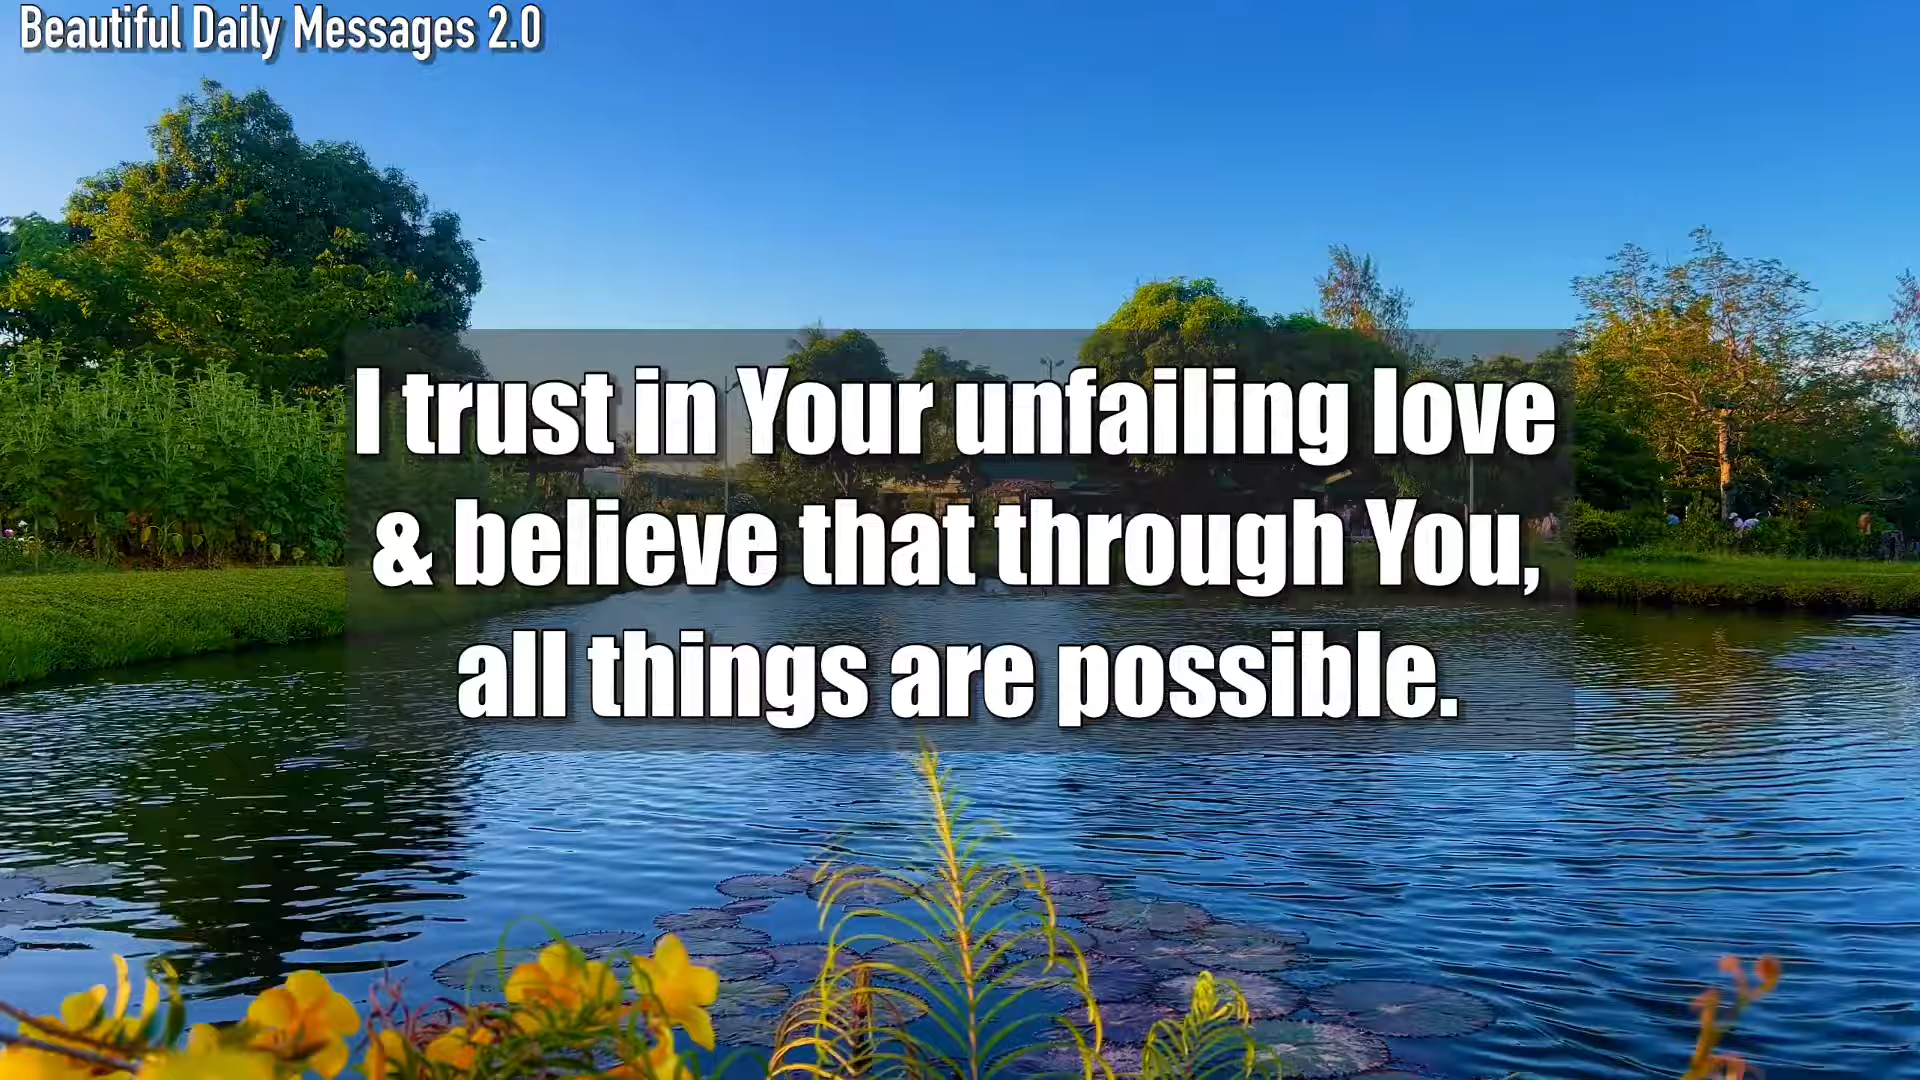 Beautiful Daily Messages 2.0
I trust in Your unfailing love
& believe that through You,
all things are possible.